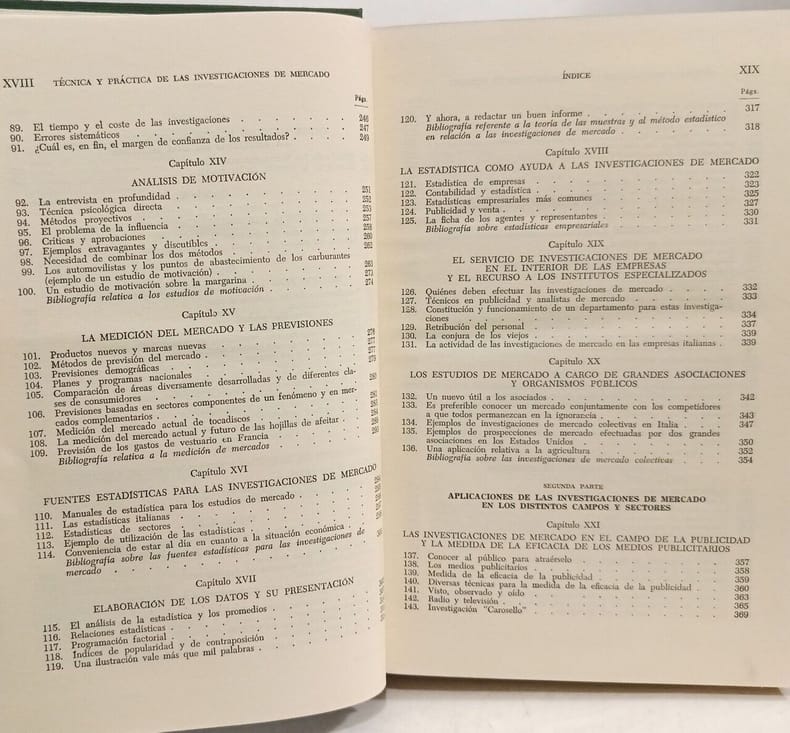 XVIII TÉCNICA Y PRÁCTICA DE LAS INVESTIGACIONES DE MERCADO
Págs.
89. El tiempo y el coste de las investigaciones 246
90. Errores sistemáticos 247
91. ¿Cuál es, en fin, el margen de confianza de los resultados? 249
Capítulo XIV
ANÁLISIS DE MOTIVACIÓN
92. La entrevista en profundidad 251
93. Técnica psicológica directa 252
94. Métodos proyectivos 255
95. El problema de la influencia 257
96. Críticas y aprobaciones 258
97. Ejemplos extravagantes y discutibles 260
98. Necesidad de combinar los dos métodos 262
99. Los automovilistas y los puntos de abastecimiento de los carburantes
(ejemplo de un estudio de motivación) 263
100. Un estudio de motivación sobre la margarina 273
Bibliografía relativa a los estudios de motivación 274
Capítulo XV
LA MEDICIÓN DEL MERCADO Y LAS PREVISIONES
101. Productos nuevos y marcas nuevas
102. Métodos de previsión del mercado
103. Previsiones demográficas
104. Planes y programas nacionales
105. Comparación de áreas diversamente desarrolladas y de diferentes cla-
ses de consumidores
106. Previsiones basadas en sectores componentes de un fenómeno y en mer-
cados complementarios
107. Medición del mercado actual de tocadiscos
108. La medición del mercado actual y futuro de las hojillas de afeitar
109. Previsión de los gastos de vestuario en Francia
Bibliografía relativa a la medición de mercados
Capítulo XVI
FUENTES ESTADÍSTICAS PARA LAS INVESTIGACIONES DE MERCADO
110. Manuales de estadística para los estudios de mercado
111. Las estadísticas italianas
112. Estadísticas de sectores
113. Ejemplo de utilización de las estadísticas
114. Conveniencia de estar al día en cuanto a la situación económica
Bibliografía sobre las fuentes estadísticas para las investigaciones de
mercado
Capítulo XVII
ELABORACIÓN DE LOS DATOS Y SU PRESENTACIÓN
115. El análisis de la estadística y los promedios
116. Relaciones estadísticas
117. Programación factorial
118. Índices de popularidad y de contraposición
119. Una ilustración vale más que mil palabras
ÍNDICE XIX
Págs.
120. Y ahora, a redactar un buen informe 317
Bibliografía referente a la teoría de las muestras y al método estadístico
en relación a las investigaciones de mercado 318
Capítulo XVIII
LA ESTADÍSTICA COMO AYUDA A LAS INVESTIGACIONES DE MERCADO
121. Estadística de empresas 322
122. Contabilidad y estadística 323
123. Estadísticas empresariales más comunes 325
124. Publicidad y venta 327
125. La ficha de los agentes y representantes 330
Bibliografía sobre estadísticas empresariales 331
Capítulo XIX
EL SERVICIO DE INVESTIGACIONES DE MERCADO
EN EL INTERIOR DE LAS EMPRESAS
Y EL RECURSO A LOS INSTITUTOS ESPECIALIZADOS
126. Quiénes deben efectuar las investigaciones de mercado 332
127. Técnicos en publicidad y analistas de mercado 333
128. Constitución y funcionamiento de un departamento para estas investiga-
ciones 334
129. Retribución del personal 337
130. La conjura de los viejos 339
131. La actividad de las investigaciones de mercado en las empresas italianas 339
Capítulo XX
LOS ESTUDIOS DE MERCADO A CARGO DE GRANDES ASOCIACIONES
Y ORGANISMOS PÚBLICOS
132. Un nuevo útil a los asociados 342
133. Es preferible conocer un mercado conjuntamente con los competidores
a que todos permanezcan en la ignorancia 343
134. Ejemplos de investigaciones de mercado colectivas en Italia 347
135. Ejemplos de prospecciones de mercado efectuadas por dos grandes
asociaciones en los Estados Unidos 350
136. Una aplicación relativa a la agricultura 352
Bibliografía sobre las investigaciones de mercado colectivas 354
SEGUNDA PARTE
APLICACIONES DE LAS INVESTIGACIONES DE MERCADO
EN LOS DISTINTOS CAMPOS Y SECTORES
Capítulo XXI
LAS INVESTIGACIONES DE MERCADO EN EL CAMPO DE LA PUBLICIDAD
Y LA MEDIDA DE LA EFICACIA DE LOS MEDIOS PUBLICITARIOS
137. Conocer al público para atraérselo 357
138. Los medios publicitarios 358
139. Medida de la eficacia de la publicidad 359
140. Diversas técnicas para la medida de la eficacia de la publicidad 360
141. Visto, observado y oído 363
142. Radio y televisión 365
143. Investigación "Carosello" 369